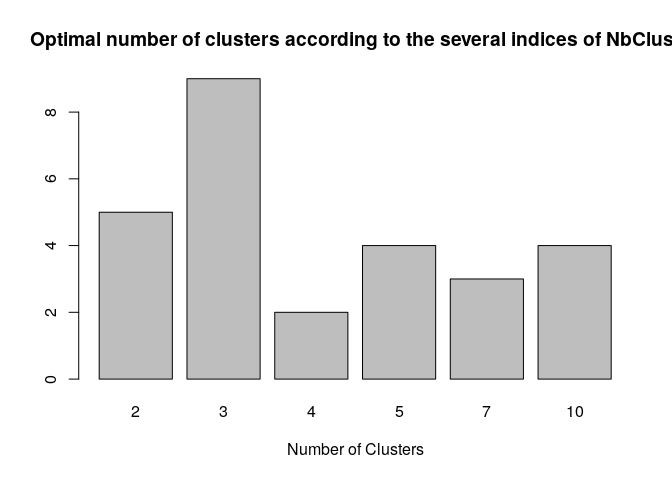 Optimal number of clusters according to the several indices of NbClus
8
6
4
2
0
2 3 4 5 7 10
Number of Clusters